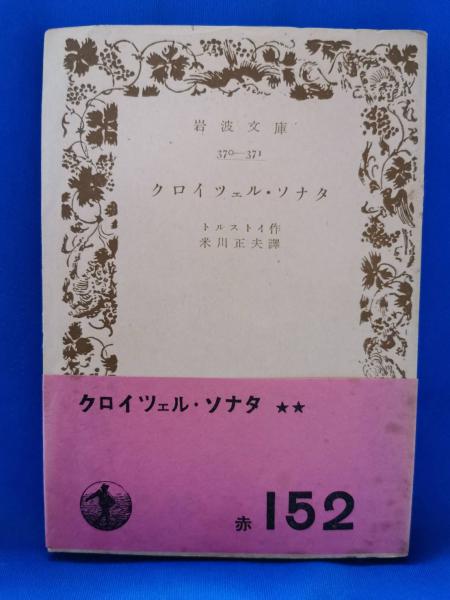 岩波文庫
370—371
クロイツェル・ソナタ
トルストイ作
米川正夫譯
クロイツェル・ソナタ ★★
赤 152